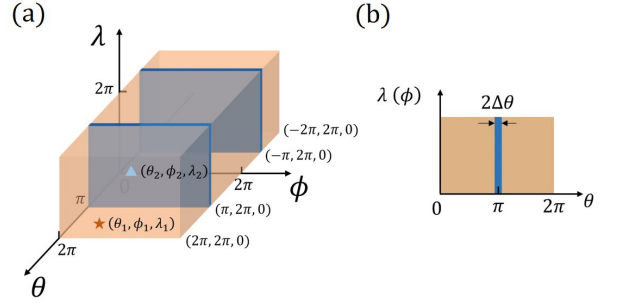 (a)
λ
2π
(−2π, 2π, 0)
(−π, 2π, 0)
(θ₂, ϕ₂, λ₂)
0
2π
ϕ
π
(π, 2π, 0)
(θ₁, ϕ₁, λ₁)
(2π, 2π, 0)
2π
θ
(b)
λ (ϕ)
2Δθ
0
π
2π
θ